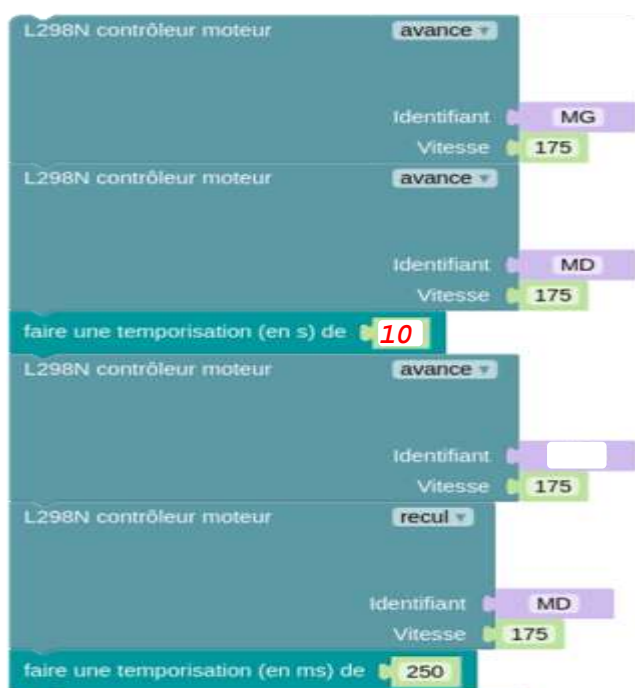 L298N contrôleur moteur avance
Identifiant MG
Vitesse 175
L298N contrôleur moteur avance
Identifiant MD
Vitesse 175
faire une temporisation (en s) de 10
L298N contrôleur moteur avance
Identifiant
Vitesse 175
L298N contrôleur moteur recul
Identifiant MD
Vitesse 175
faire une temporisation (en ms) de 250